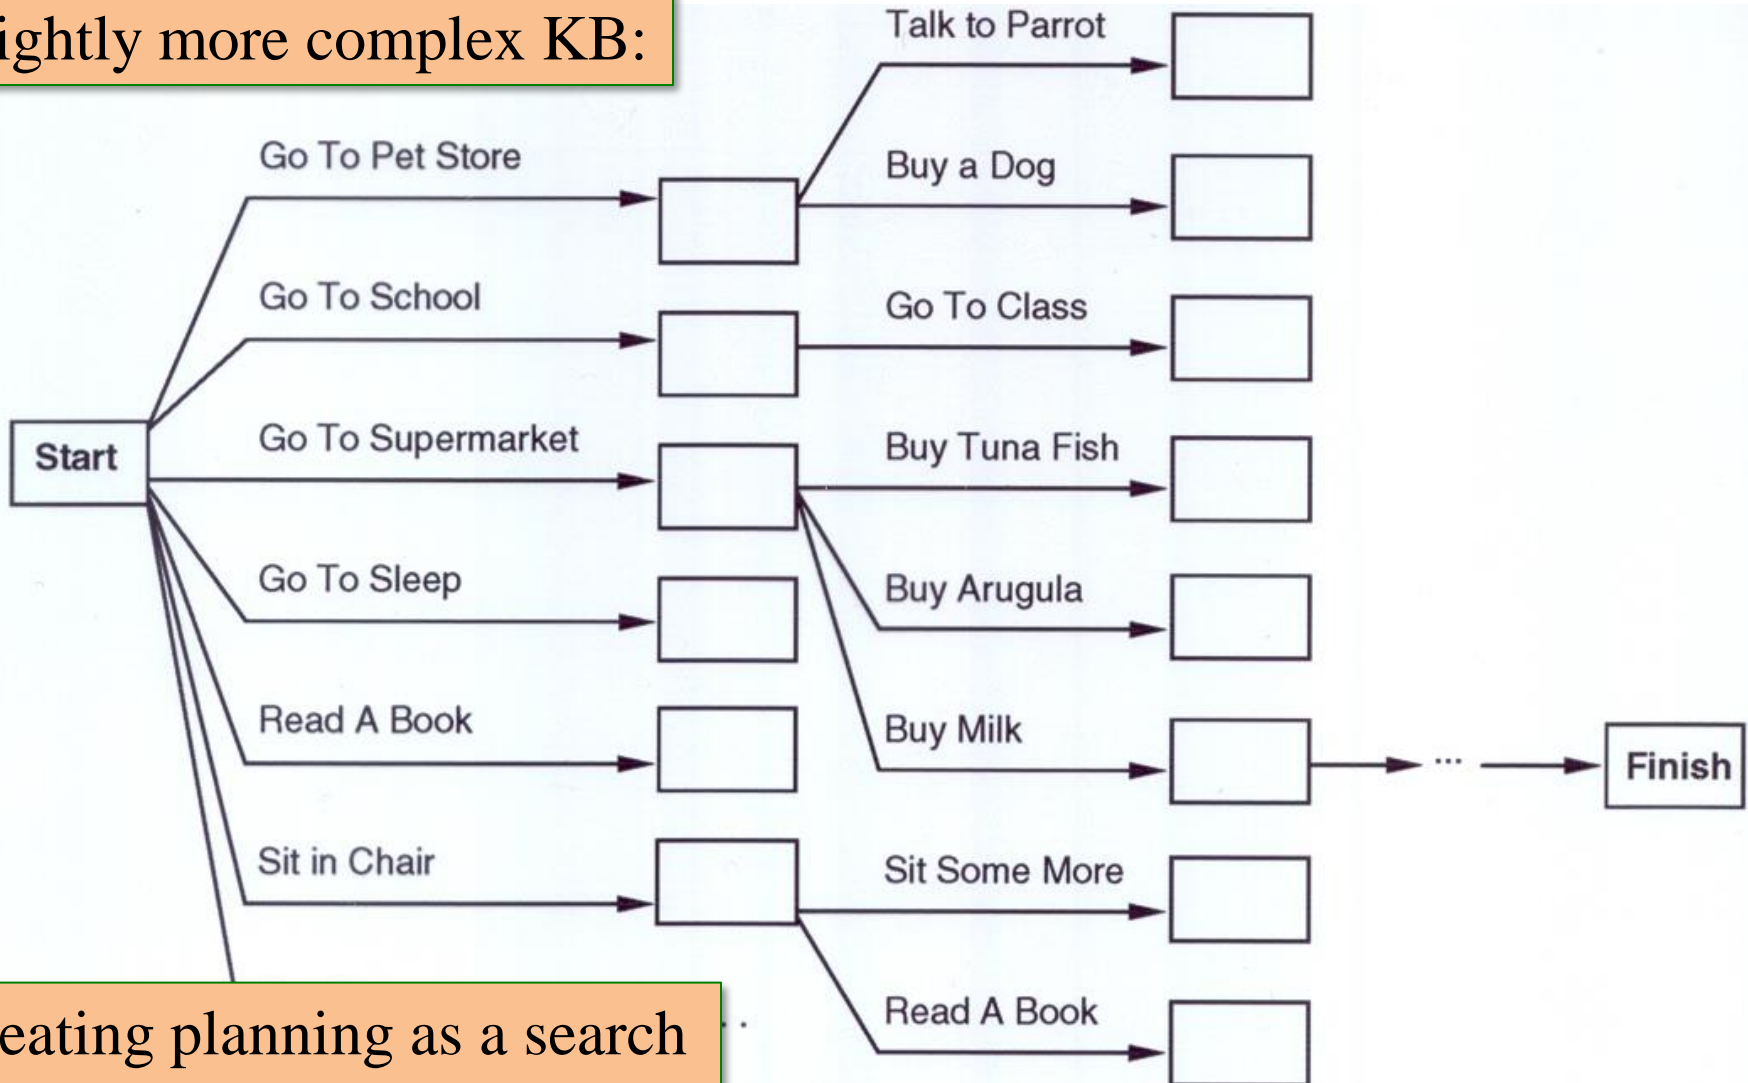 ightly more complex KB:
Talk to Parrot
Go To Pet Store
Buy a Dog
Go To School
Go To Class
Start
Go To Supermarket
Buy Tuna Fish
Go To Sleep
Buy Arugula
Read A Book
Buy Milk
...
Finish
Sit in Chair
Sit Some More
Read A Book
eating planning as a search
..